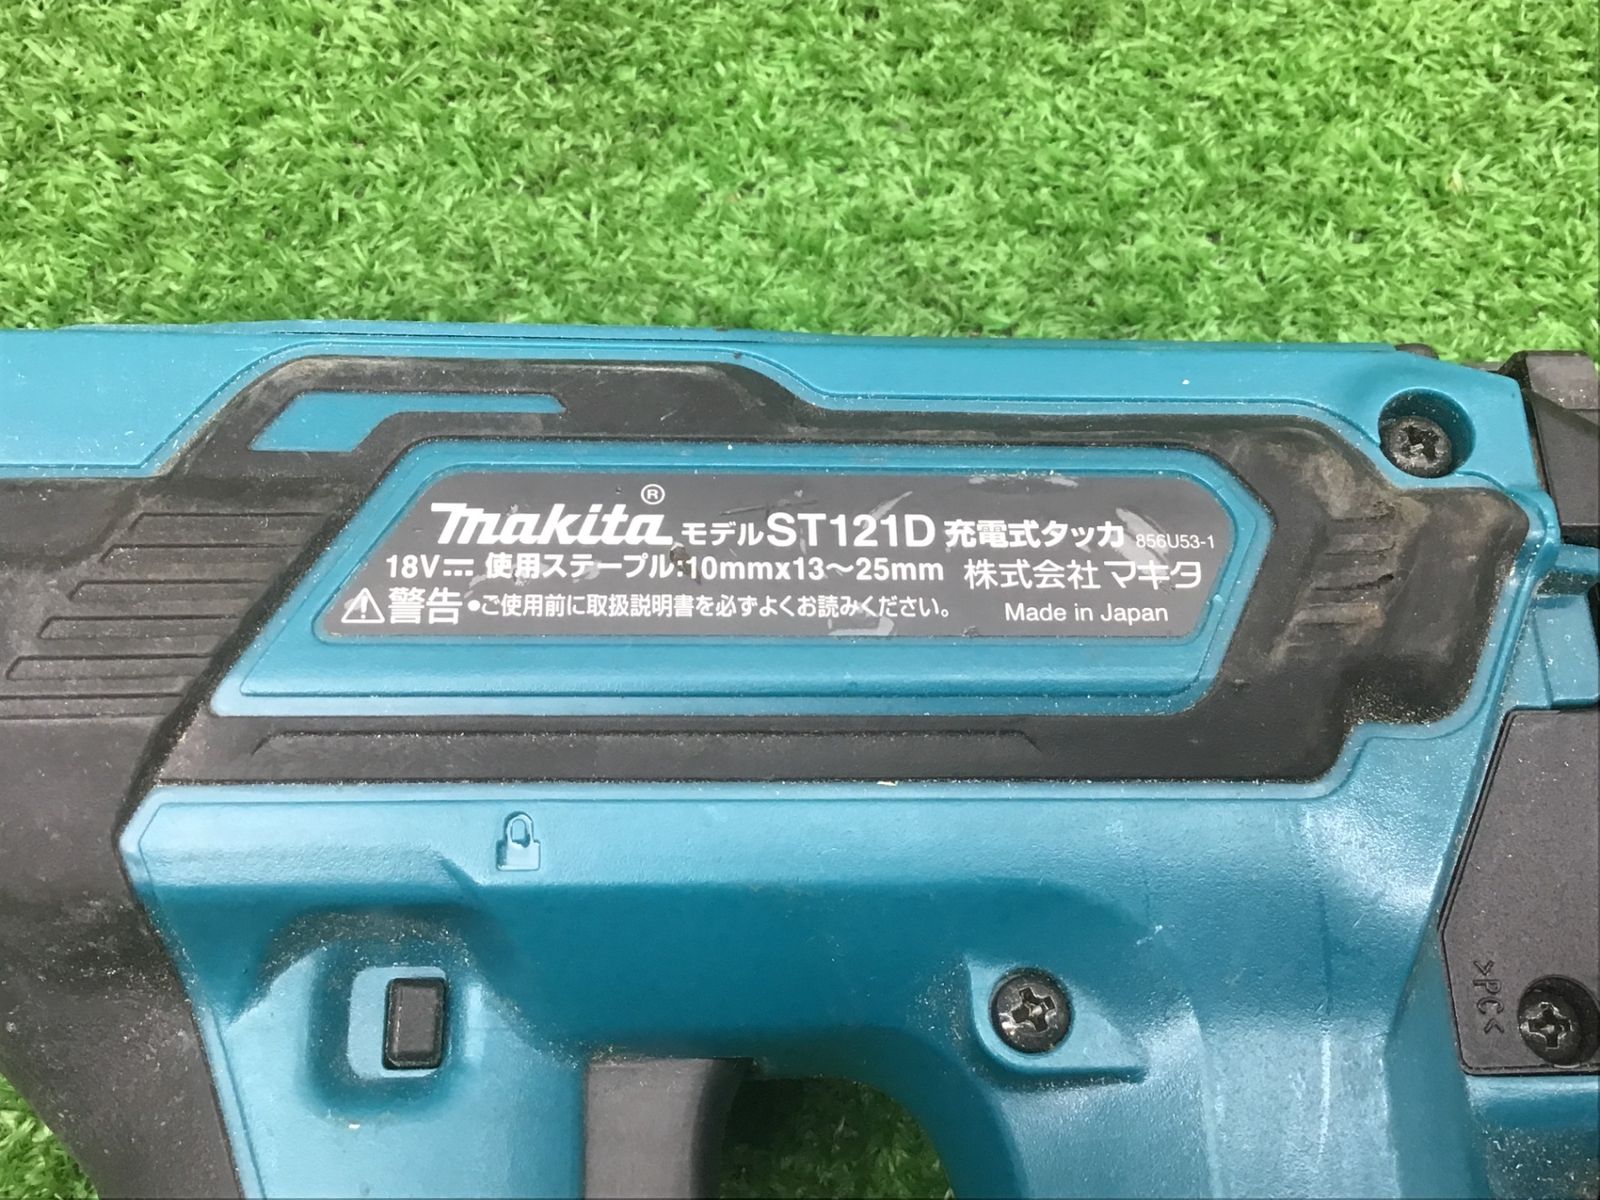 makita® モデルST121D 充電式タッカ 856U53-1
18V⎓ 使用ステープル:10mmx13～25mm 株式会社マキタ
⚠警告 ●ご使用前に取扱説明書を必ずよくお読みください。 Made in Japan
>PC<